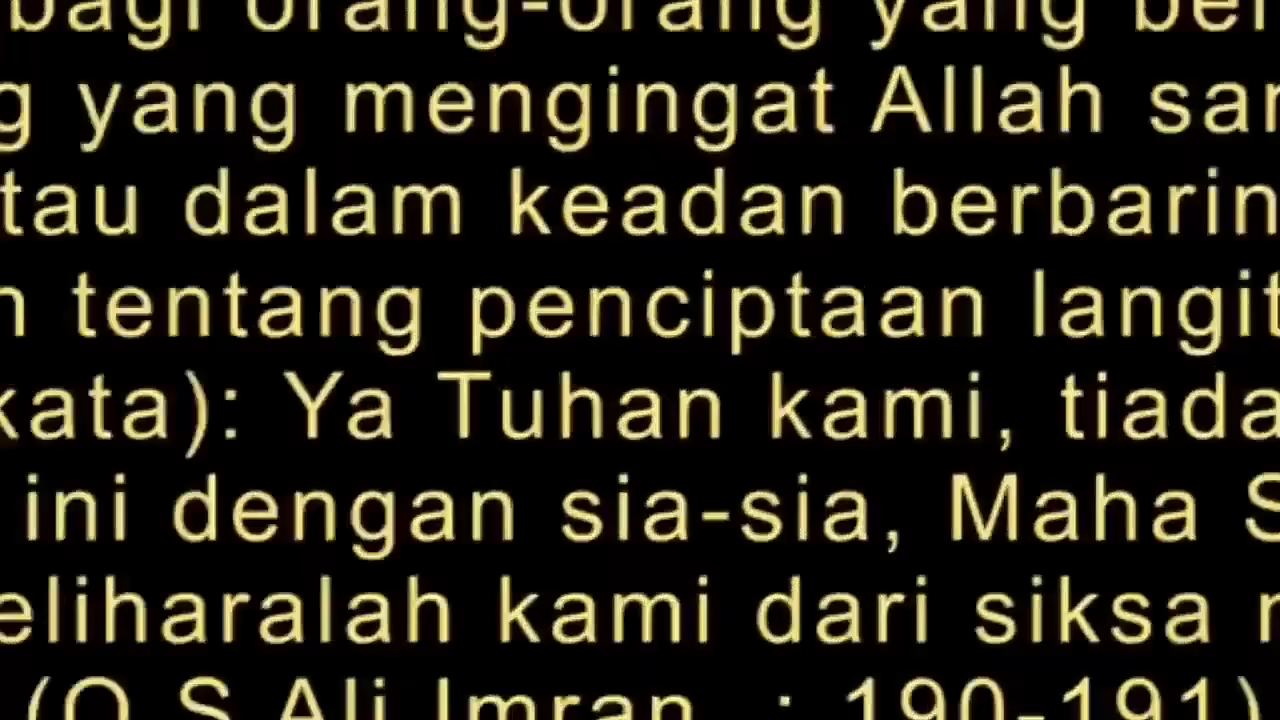 bagi orang-orang yang ber
g yang mengingat Allah sar
tau dalam keadan berbarin
n tentang penciptaan langit
kata): Ya Tuhan kami, tiada
ini dengan sia-sia, Maha S
eliharalah kami dari siksa n
(Q.S Ali Imran : 190-191)